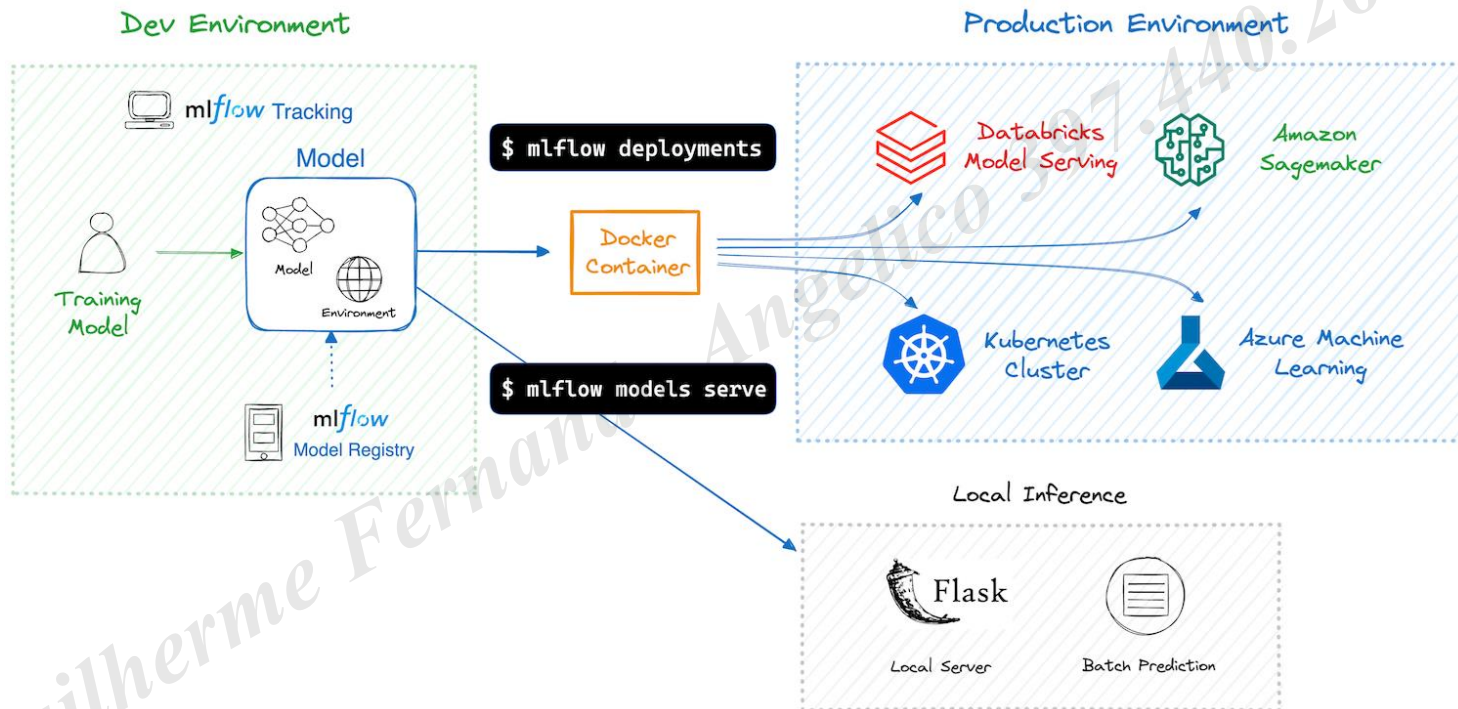 Dev Environment
Production Environment
mlflow Tracking
Model
$ mlflow deployments
Databricks
Model Serving
Amazon
Sagemaker
Model
Environment
Training
Model
Docker
Container
Kubernetes
Cluster
Azure Machine
Learning
$ mlflow models serve
mlflow
Model Registry
Local Inference
Flask
Local Server
Batch Prediction